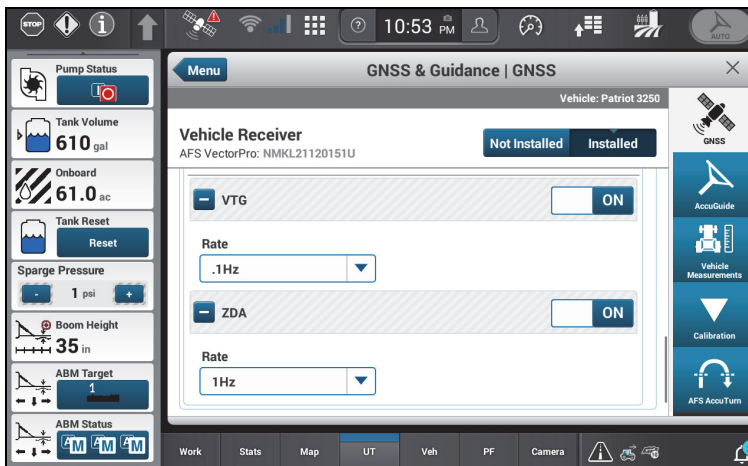 STOP
?
10:53 PM
AUTO
Pump Status
Tank Volume
610 gal
Onboard
61.0 ac
Tank Reset
Reset
Sparge Pressure
- 1 psi +
Boom Height
35 in
ABM Target
1
ABM Status
AM AM AM
Menu
GNSS & Guidance | GNSS
Vehicle: Patriot 3250
Vehicle Receiver
AFS VectorPro: NMKL21120151U
Not Installed Installed
VTG
ON
Rate
.1Hz
ZDA
ON
Rate
1Hz
GNSS
AccuGuide
Vehicle
Measurements
Calibration
AFS AccuTurn
Work Stats Map UT Veh PF Camera